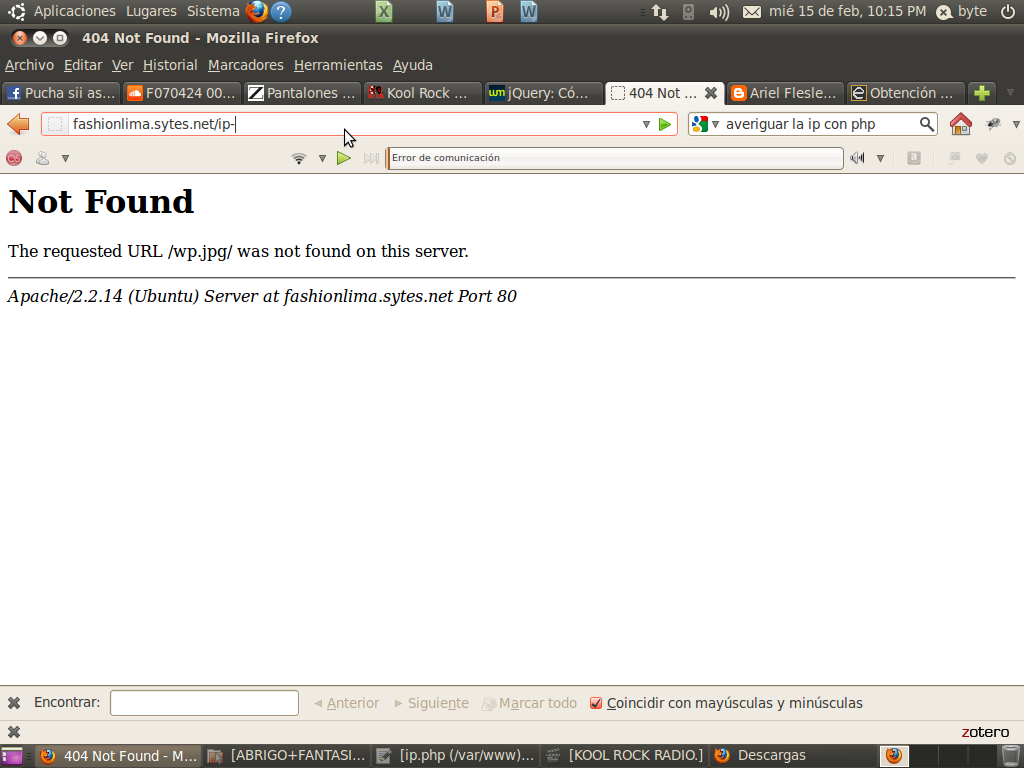 Aplicaciones Lugares Sistema ? X W P W mié 15 de feb, 10:15 PM byte
404 Not Found - Mozilla Firefox
Archivo Editar Ver Historial Marcadores Herramientas Ayuda
Pucha sii as... F070424 00... Pantalones ... Kool Rock ... jQuery: Có... 404 Not ... Ariel Flesle... Obtención ...
fashionlima.sytes.net/ip- averiguar la ip con php
Error de comunicación
Not Found
The requested URL /wp.jpg/ was not found on this server.
Apache/2.2.14 (Ubuntu) Server at fashionlima.sytes.net Port 80
Encontrar: Anterior Siguiente Marcar todo Coincidir con mayúsculas y minúsculas
zotero
404 Not Found - M... [ABRIGO+FANTASI... [ip.php (/var/www)... [KOOL ROCK RADIO.] Descargas